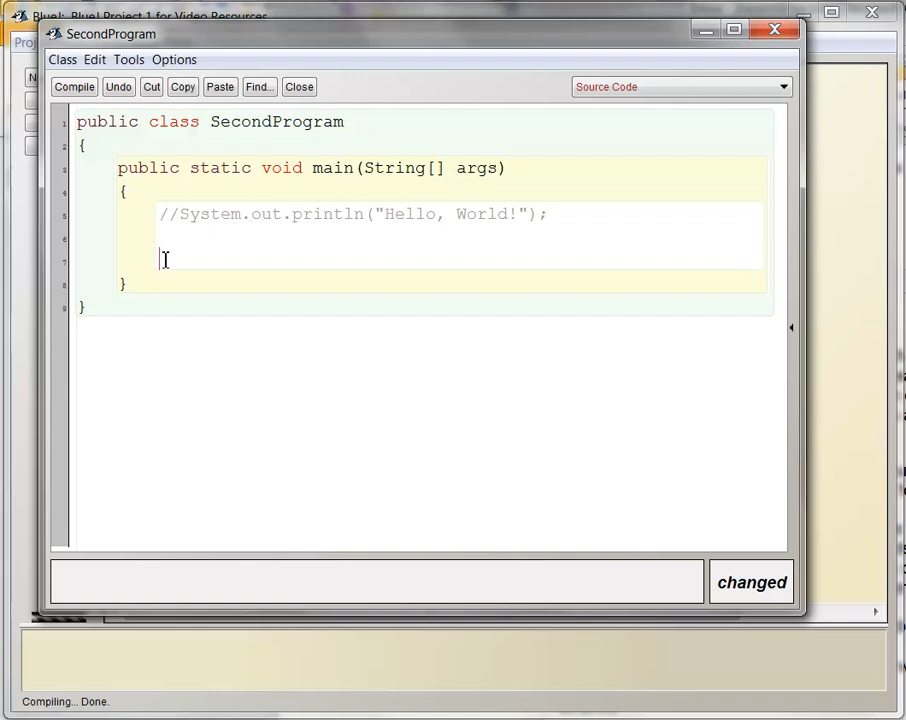 BlueJ: BlueJ Project 1 for Video Resources
SecondProgram
Proj
Class Edit Tools Options
N
Compile Undo Cut Copy Paste Find... Close Source Code
1 public class SecondProgram
2 {
3 public static void main(String[] args)
4 {
5 //System.out.println("Hello, World!");
6
7
8 }
9 }
changed
Compiling... Done.